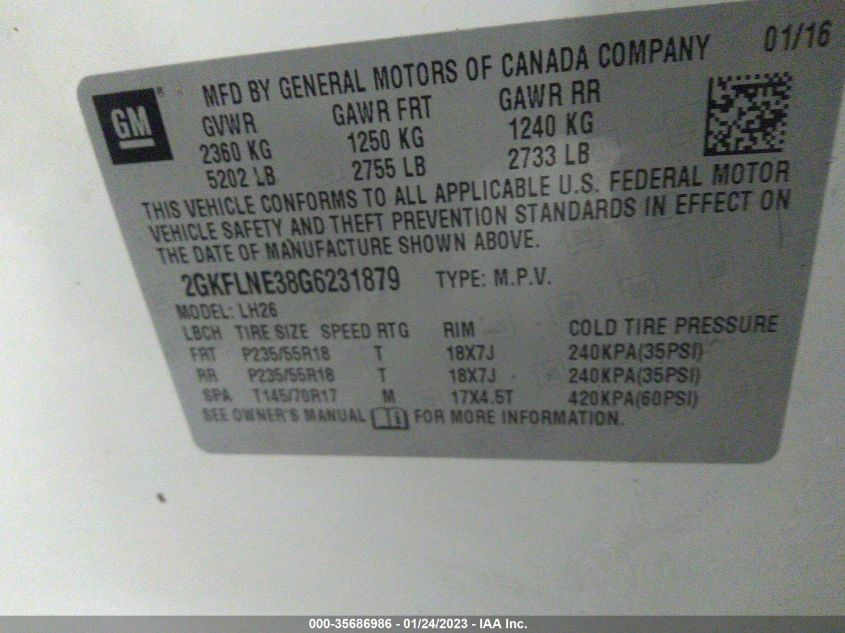 01/16
GM ®
MFD BY GENERAL MOTORS OF CANADA COMPANY
GVWR GAWR FRT GAWR RR
2360 KG 1250 KG 1240 KG
5202 LB 2755 LB 2733 LB
THIS VEHICLE CONFORMS TO ALL APPLICABLE U.S. FEDERAL MOTOR
VEHICLE SAFETY AND THEFT PREVENTION STANDARDS IN EFFECT ON
THE DATE OF MANUFACTURE SHOWN ABOVE.
2GKFLNE38G6231879 TYPE: M.P.V.
MODEL: LH26
LBCH TIRE SIZE SPEED RTG RIM COLD TIRE PRESSURE
FRT P235/55R18 T 18X7J 240KPA(35PSI)
RR P235/55R18 T 18X7J 240KPA(35PSI)
SPA T145/70R17 M 17X4.5T 420KPA(60PSI)
SEE OWNER'S MANUAL FOR MORE INFORMATION.
000-35686986 - 01/24/2023 - IAA Inc.